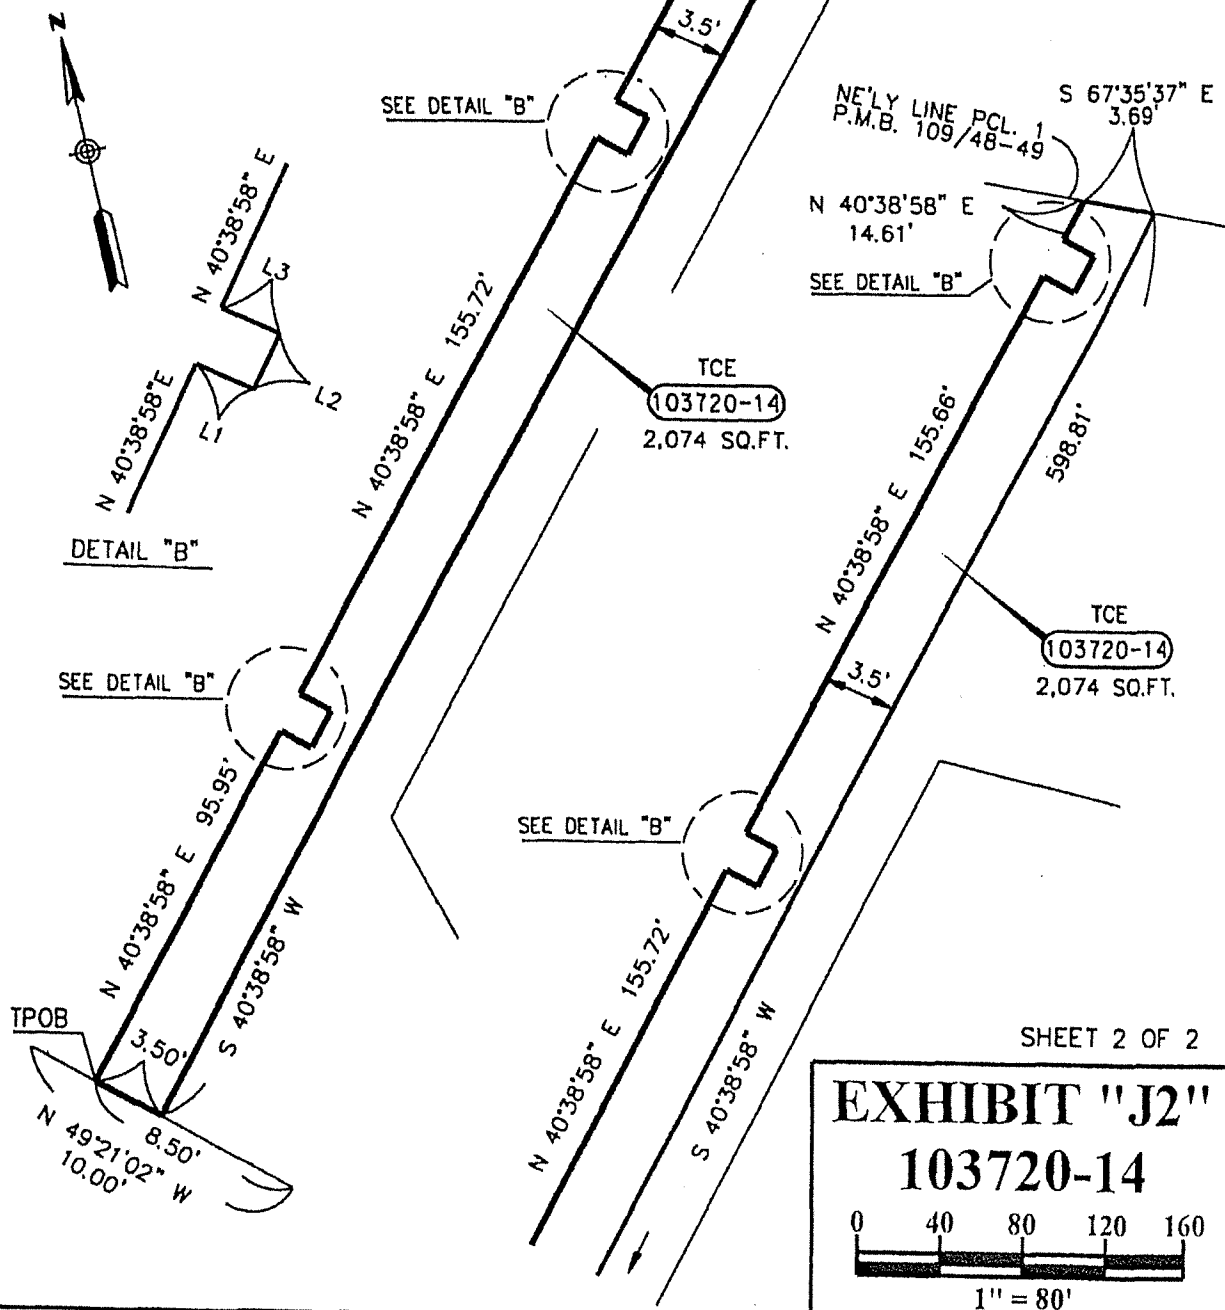 N
3.5'
SEE DETAIL "B"
NE'LY LINE PCL. 1
P.M.B. 109/48-49
S 67°35'37" E
3.69'
N 40°38'58" E
14.61'
SEE DETAIL "B"
N 40°38'58" E
L3
L2
L1
N 40°38'58"E
DETAIL "B"
N 40°38'58" E 155.72'
TCE
103720-14
2,074 SQ.FT.
N 40°38'58" E 155.66'
598.81'
TCE
103720-14
2,074 SQ.FT.
3.5'
SEE DETAIL "B"
N 40°38'58" E 95.95'
S 40°38'58" W
SEE DETAIL "B"
N 40°38'58" E 155.72'
S 40°38'58" W
TPOB
3.50'
8.50'
N 49°21'02" W
10.00'
SHEET 2 OF 2
EXHIBIT "J2"
103720-14
0 40 80 120 160
1" = 80'